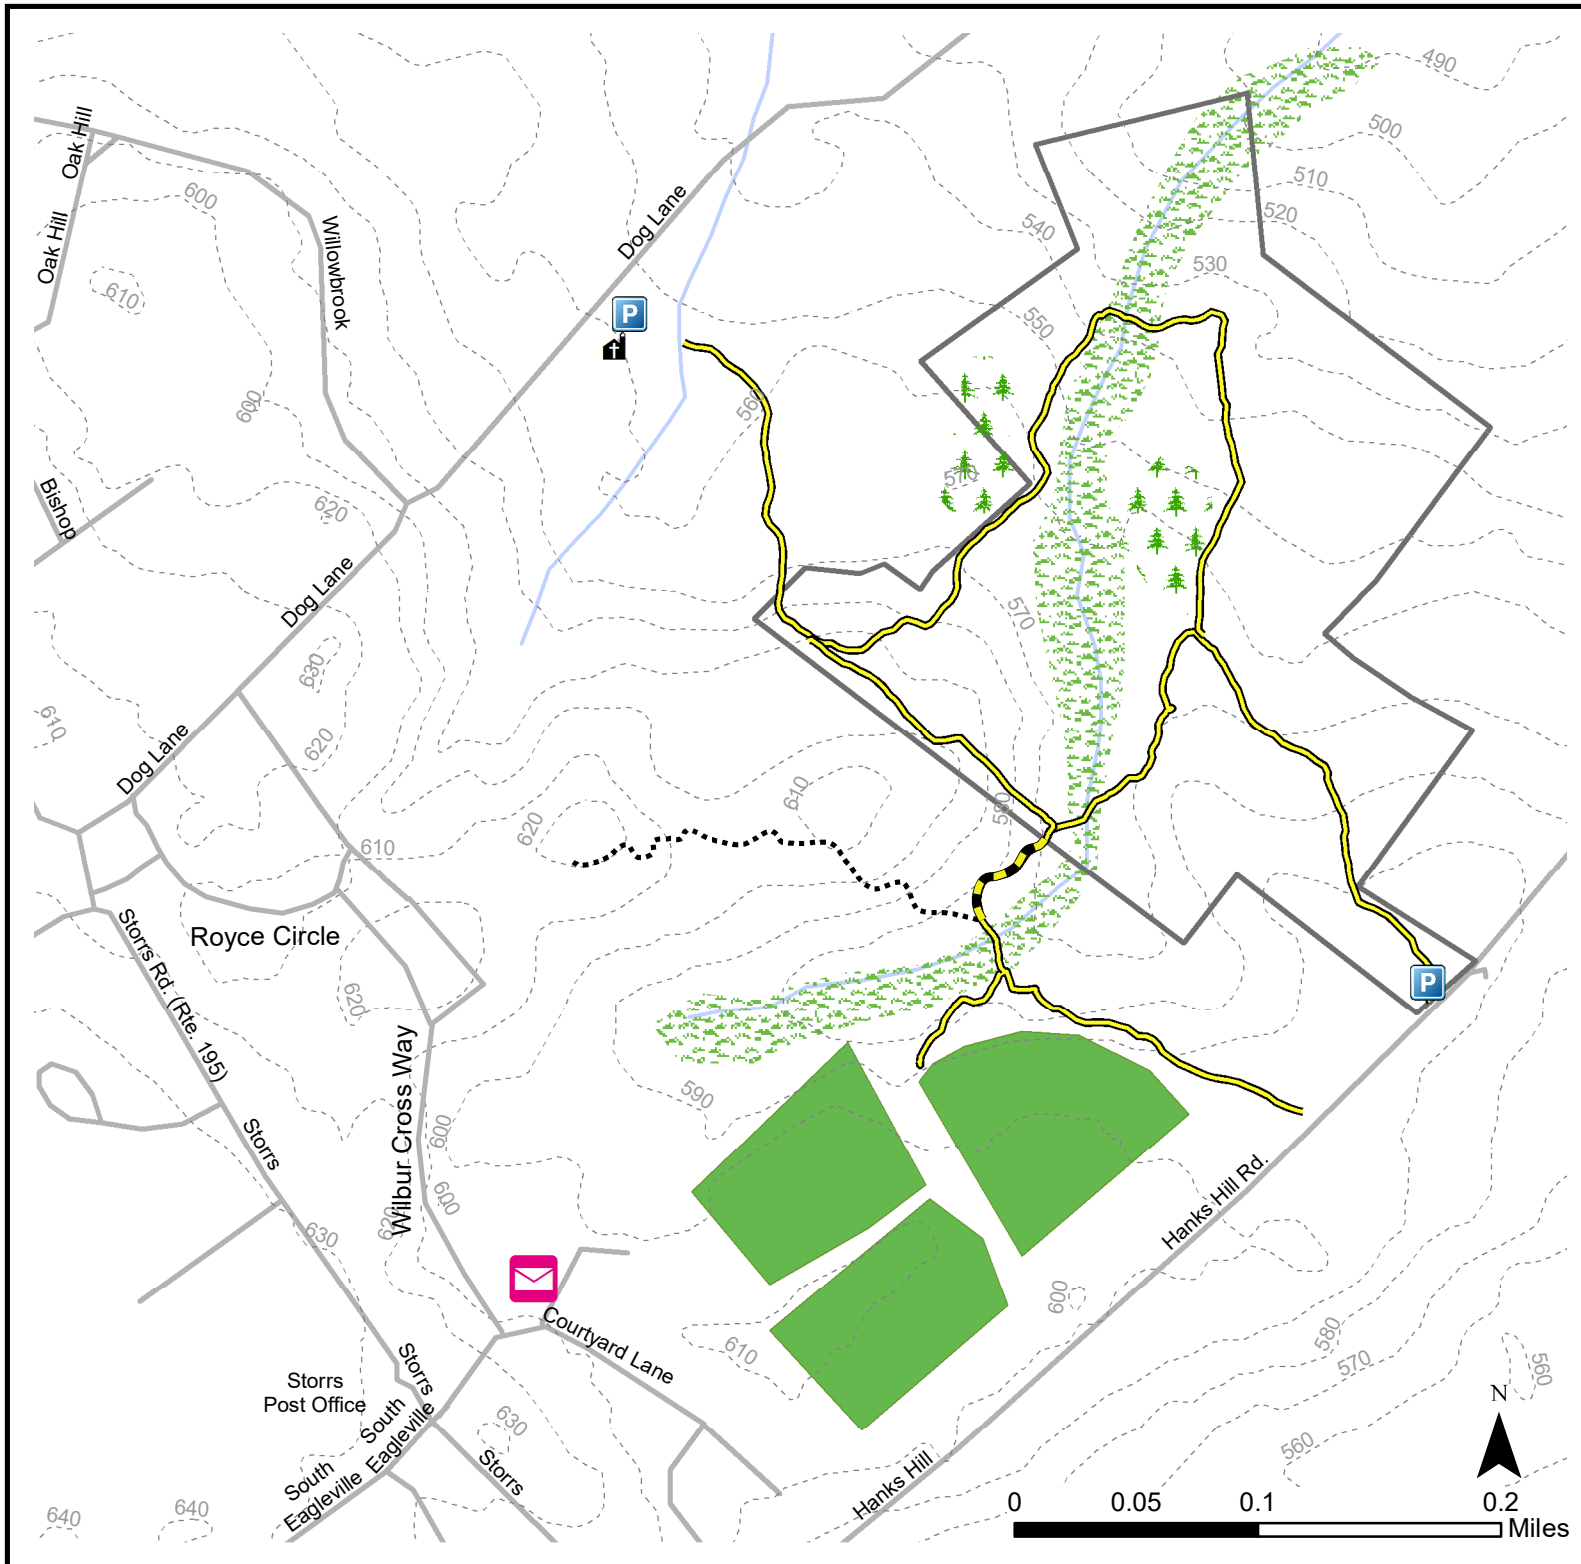 490
500
Oak Hill
510
600
520
Willowbrook
Dog Lane
540
Oak Hill
530
610
P
550
560
600
570
620
Bishop
Dog Lane
570
630
610
620
Dog Lane
610
580
620
610
Storrs Rd. (Rte. 195)
Royce Circle
P
620
Wilbur Cross Way
590
600
Storrs
600
620
630
Hanks Hill Rd.
600
Courtyard Lane
580
610
570
560
Storrs
Storrs
Post Office
South
Eagleville
630
N
560
Storrs
South
Eagleville
Hanks Hill
640
640
0 0.05 0.1 0.2
Miles